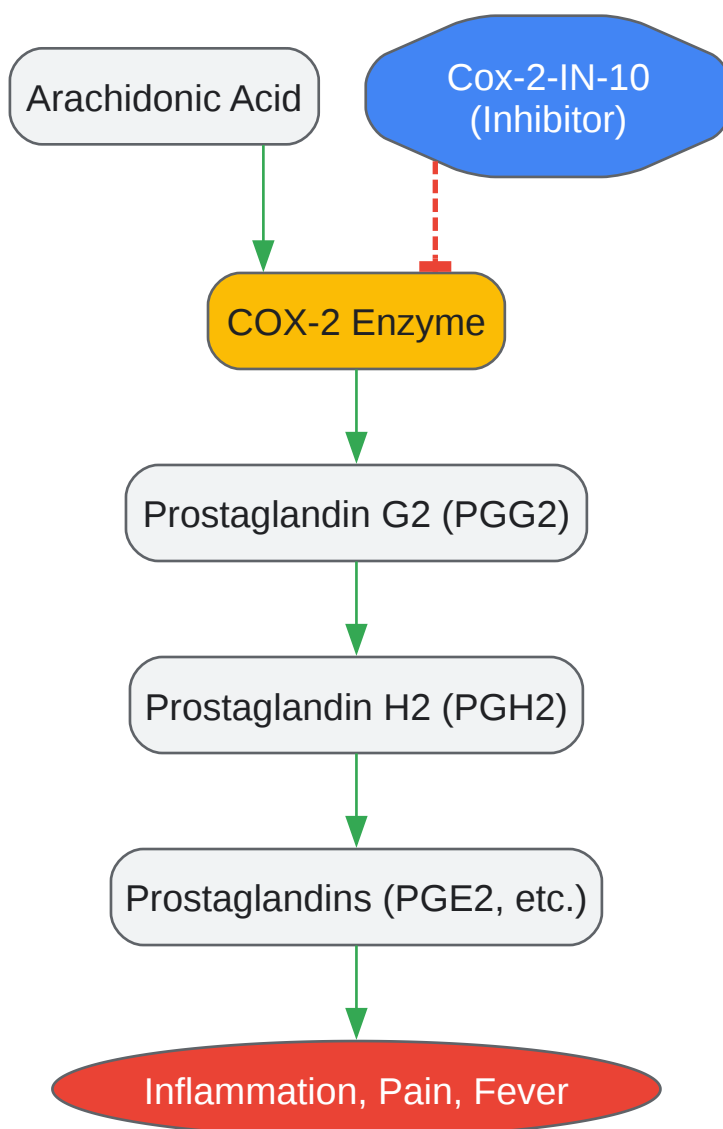 Arachidonic Acid
Cox-2-IN-10
(Inhibitor)
COX-2 Enzyme
Prostaglandin G2 (PGG2)
Prostaglandin H2 (PGH2)
Prostaglandins (PGE2, etc.)
Inflammation, Pain, Fever